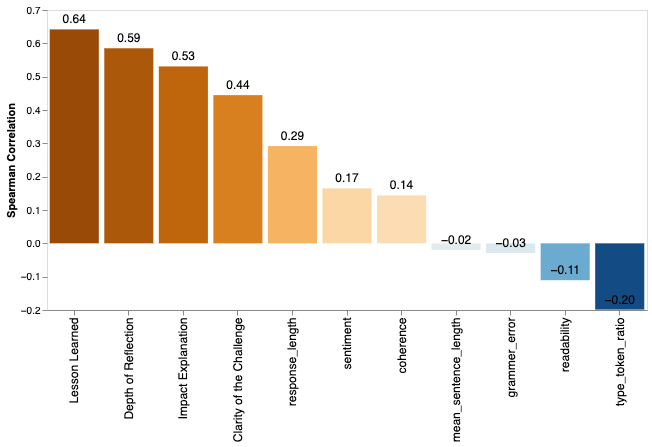 0.7
0.6
0.5
0.4
0.3
0.2
0.1
0.0
−0.1
−0.2
Spearman Correlation
0.64
0.59
0.53
0.44
0.29
0.17
0.14
−0.02
−0.03
−0.11
−0.20
Lesson Learned
Depth of Reflection
Impact Explanation
Clarity of the Challenge
response_length
sentiment
coherence
mean_sentence_length
grammer_error
readability
type_token_ratio